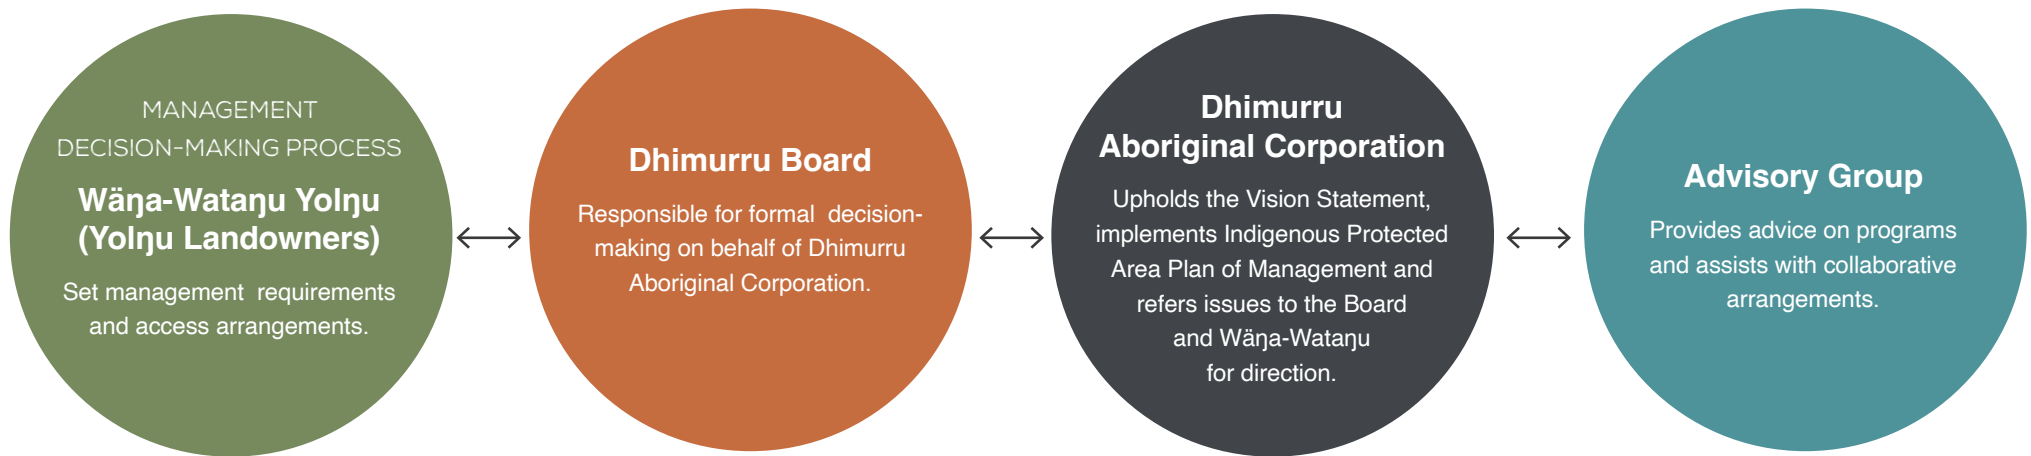 MANAGEMENT
DECISION-MAKING PROCESS
Wäŋa-Wataŋu Yolŋu
(Yolŋu Landowners)
Set management requirements
and access arrangements.
Dhimurru Board
Responsible for formal decision-
making on behalf of Dhimurru
Aboriginal Corporation.
Dhimurru
Aboriginal Corporation
Upholds the Vision Statement,
implements Indigenous Protected
Area Plan of Management and
refers issues to the Board
and Wäŋa-Wataŋu
for direction.
Advisory Group
Provides advice on programs
and assists with collaborative
arrangements.